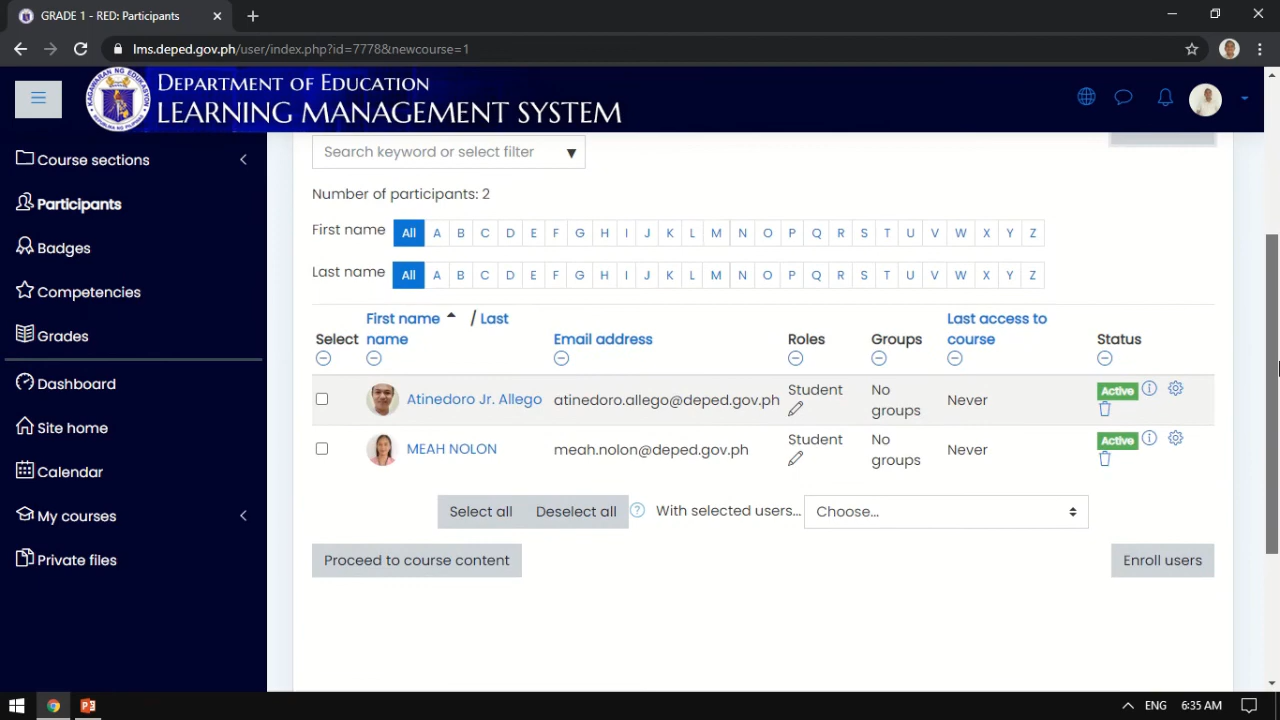 GRADE 1 - RED: Participants
lms.deped.gov.ph/user/index.php?id=7778&newcourse=1
DEPARTMENT OF EDUCATION
LEARNING MANAGEMENT SYSTEM
Course sections
Participants
Badges
Competencies
Grades
Dashboard
Site home
Calendar
My courses
Private files
Search keyword or select filter
Number of participants: 2
First name All A B C D E F G H I J K L M N O P Q R S T U V W X Y Z
Last name All A B C D E F G H I J K L M N O P Q R S T U V W X Y Z
Select First name / Last name Email address Roles Groups Last access to course Status
Atinedoro Jr. Allego atinedoro.allego@deped.gov.ph Student No groups Never Active
MEAH NOLON meah.nolon@deped.gov.ph Student No groups Never Active
Select all Deselect all ? With selected users... Choose...
Proceed to course content Enroll users
ENG 6:35 AM